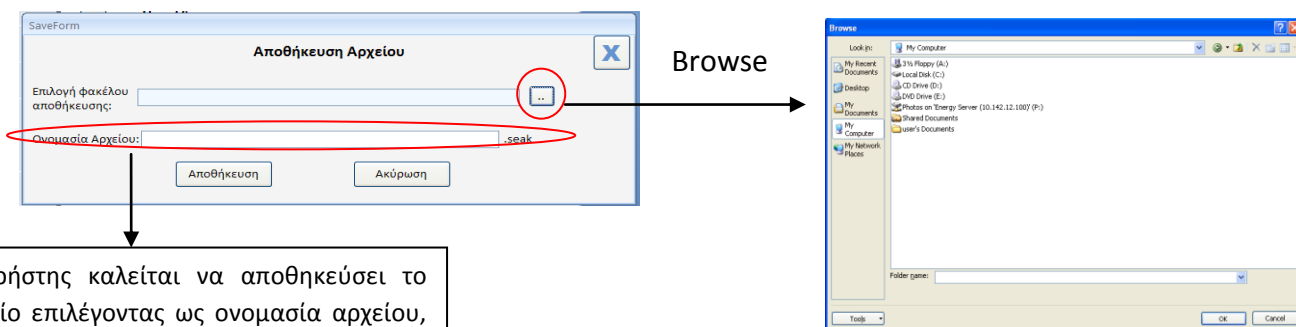 SaveForm
Αποθήκευση Αρχείου
X
Επιλογή φακέλου
αποθήκευσης:
..
Ονομασία Αρχείου:
.seak
Αποθήκευση
Ακύρωση
Browse
Browse
Look in:
My Computer
My Recent
Documents
Desktop
My
Documents
My
Computer
My Network
Places
3½ Floppy (A:)
Local Disk (C:)
CD Drive (D:)
DVD Drive (E:)
Photos on 'Energy Server (10.142.12.100)' (P:)
Shared Documents
user's Documents
Folder name:
Tools
OK
Cancel
ρήστης καλείται να αποθηκεύσει το
ίο επιλέγοντας ως ονομασία αρχείου,